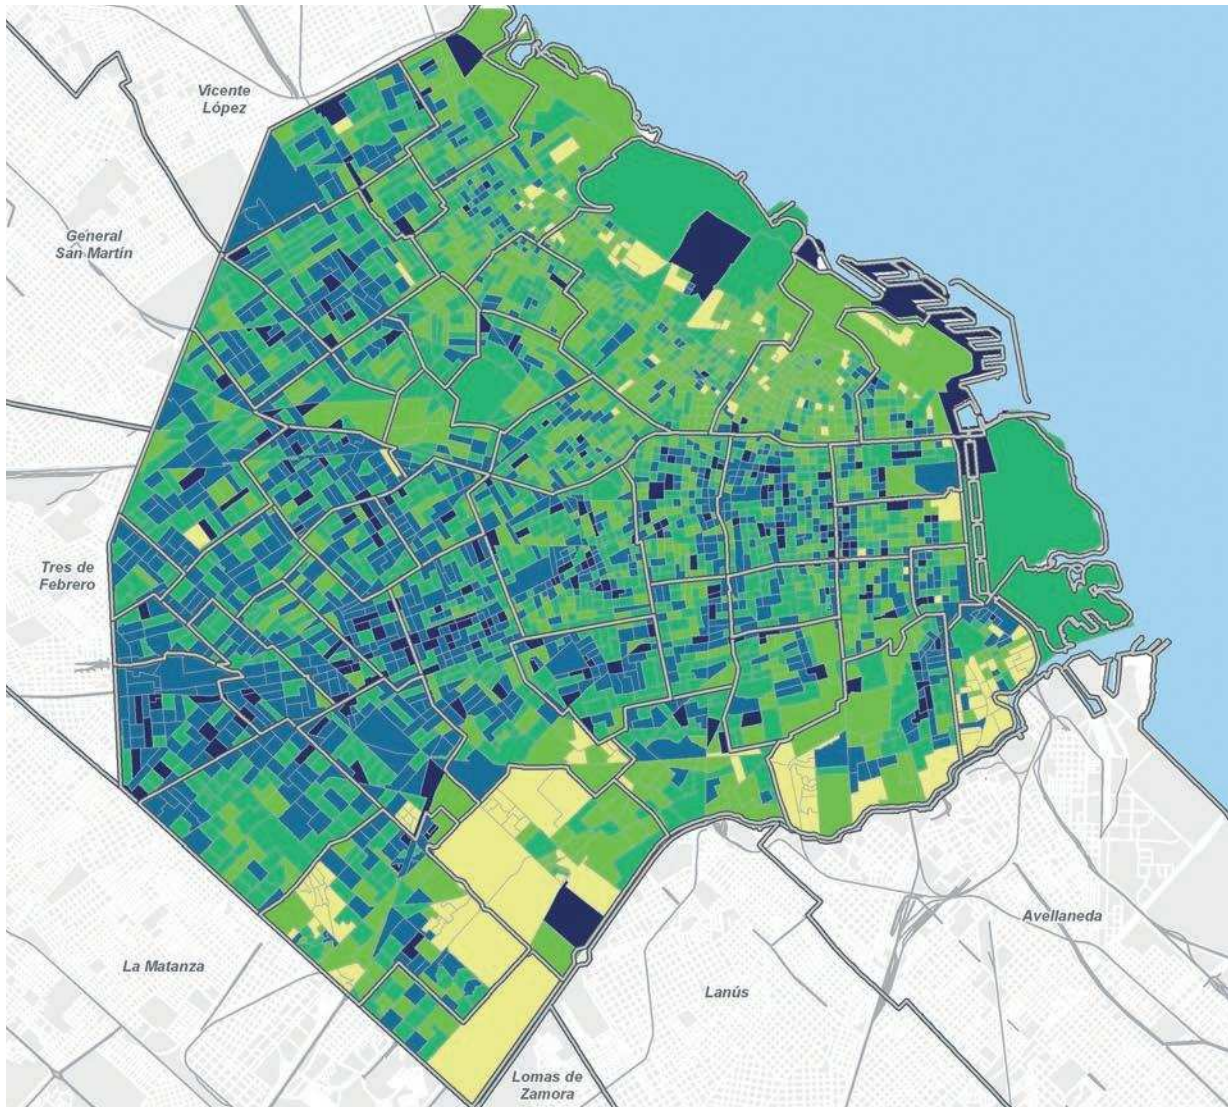 Vicente
López
General
San Martín
Tres de
Febrero
La Matanza
Lanús
Avellaneda
Lomas de
Zamora